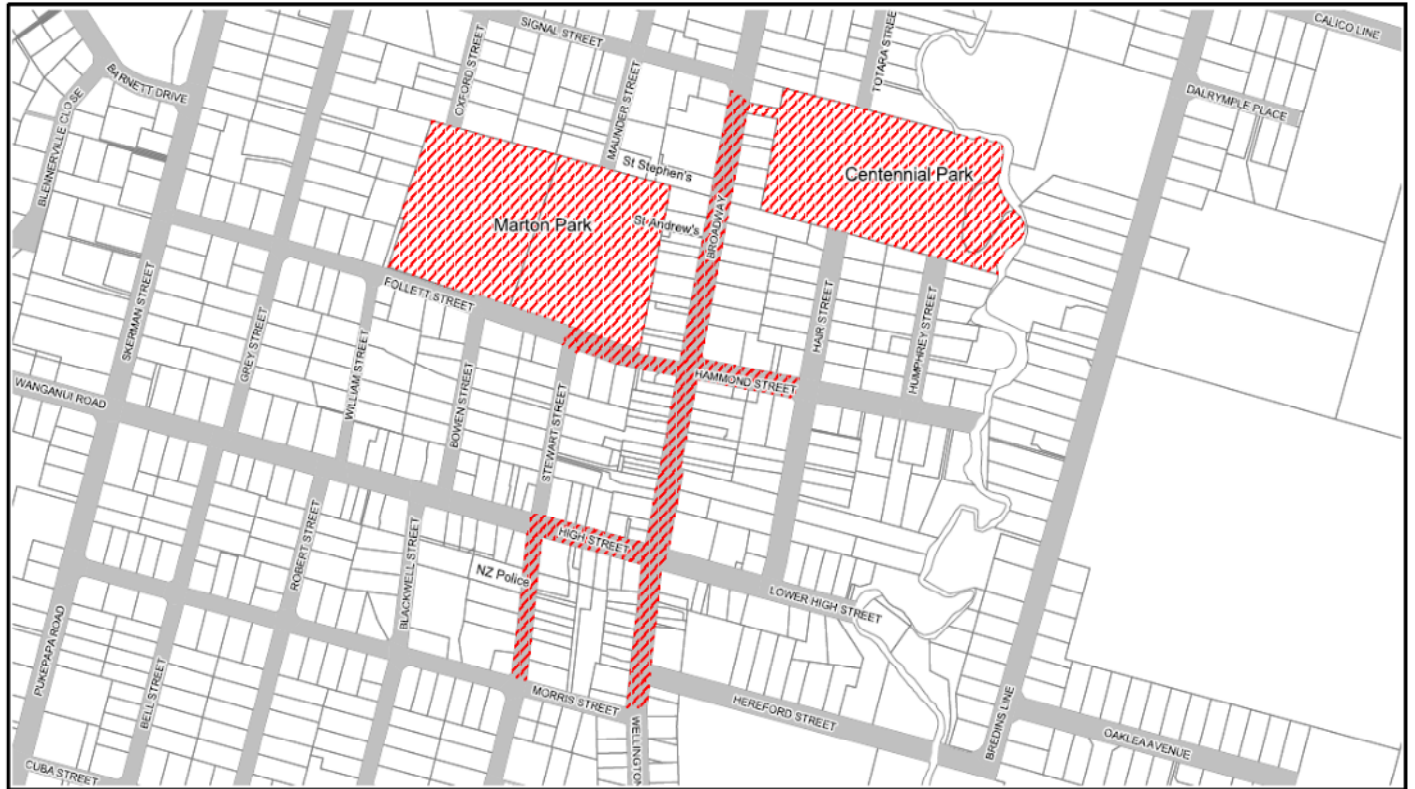 SIGNAL STREET
CALICO LINE
TOTARA STREET
OXFORD STREET
BARNETT DRIVE
MAUNDER STREET
DALRYMPLE PLACE
BLENNERVILLE CLOSE
St Stephen's
Centennial Park
Marton Park
St Andrew's
BROADWAY
FOLLETT STREET
SKERMAN STREET
GREY STREET
HAIR STREET
HUMPHREY STREET
WILLIAM STREET
HAMMOND STREET
WANGANUI ROAD
BOWEN STREET
STEWART STREET
HIGH STREET
ROBERT STREET
BLACKWELL STREET
NZ Police
LOWER HIGH STREET
PUKEPAPA ROAD
BELL STREET
MORRIS STREET
HEREFORD STREET
WELLINGTON
BREDINS LINE
OAKLEA AVENUE
CUBA STREET